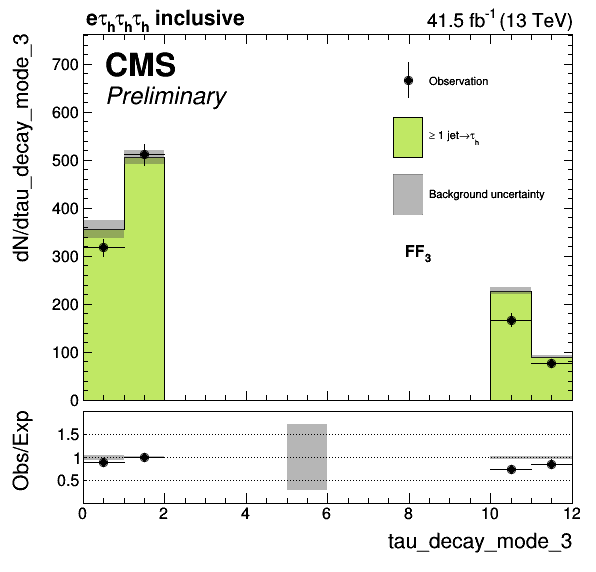 eτhτhτh inclusive
41.5 fb-1 (13 TeV)
CMS
Preliminary
Observation
≥ 1 jet→τh
Background uncertainty
FF3
dN/dtau_decay_mode_3
700
600
500
400
300
200
100
0
Obs/Exp
1.5
1
0.5
0 2 4 6 8 10 12
tau_decay_mode_3